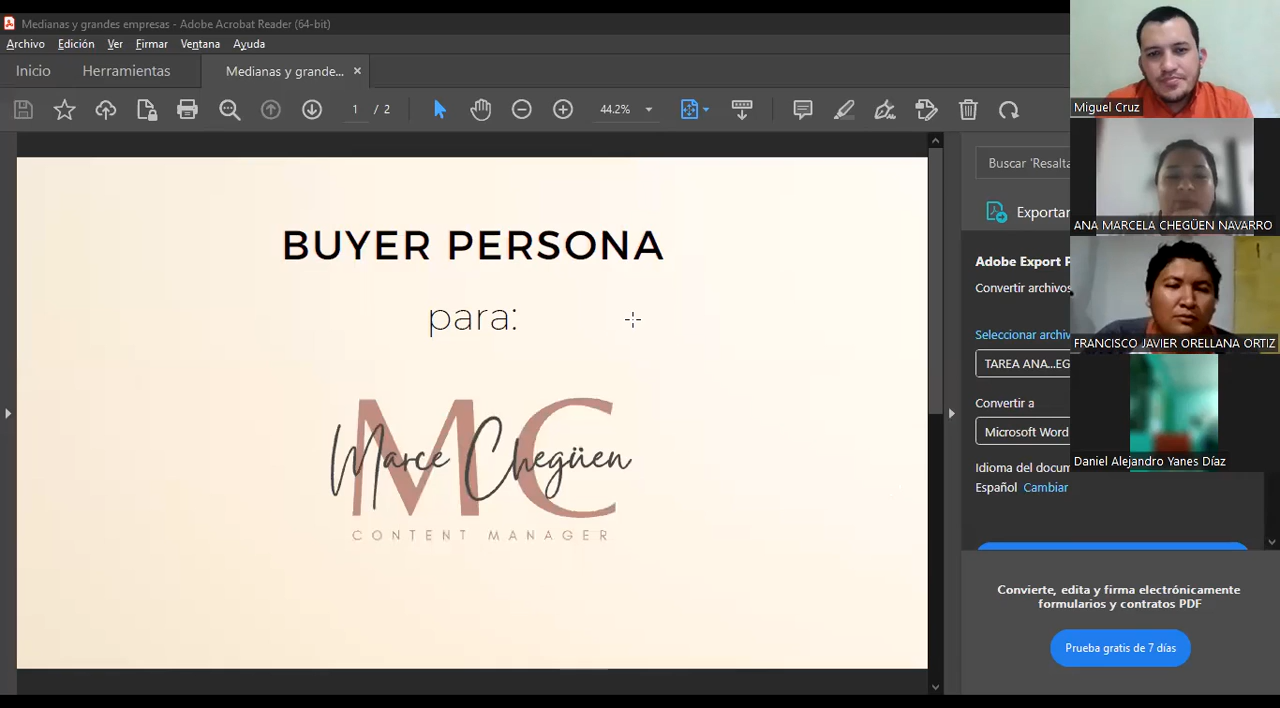 Medianas y grandes empresas - Adobe Acrobat Reader (64-bit)
Archivo Edición Ver Firmar Ventana Ayuda
Inicio Herramientas Medianas y grande... ×
1 / 2 44.2%
BUYER PERSONA
para:
MC
Marce Chegüen
CONTENT MANAGER
Buscar 'Resalta
Exportar
Adobe Export P
Convertir archivos
Seleccionar archiv
TAREA ANA...EG
Convertir a
Microsoft Word
Idioma del docum
Español Cambiar
Convierte, edita y firma electrónicamente
formularios y contratos PDF
Prueba gratis de 7 días
Miguel Cruz
ANA MARCELA CHEGÜEN NAVARRO
FRANCISCO JAVIER ORELLANA ORTIZ
Daniel Alejandro Yanes Díaz